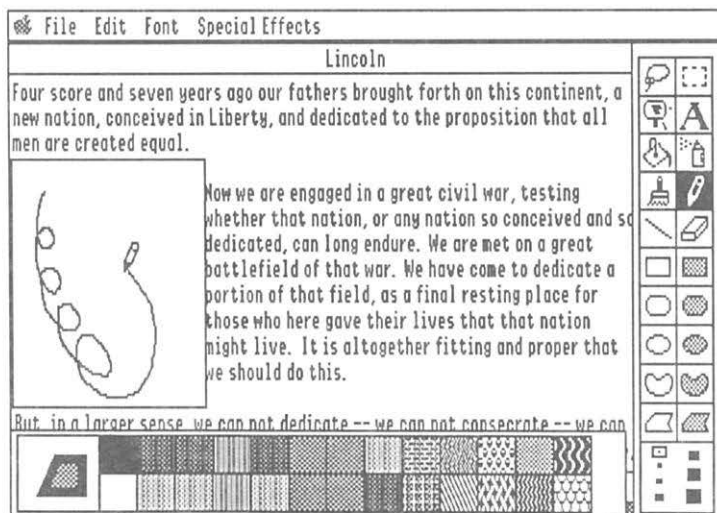 File Edit Font Special Effects
Lincoln
Four score and seven years ago our fathers brought forth on this continent, a
new nation, conceived in Liberty, and dedicated to the proposition that all
men are created equal.
Now we are engaged in a great civil war, testing
whether that nation, or any nation so conceived and so
dedicated, can long endure. We are met on a great
battlefield of that war. We have come to dedicate a
portion of that field, as a final resting place for
those who here gave their lives that that nation
might live. It is altogether fitting and proper that
we should do this.
But, in a larger sense, we can not dedicate -- we can not consecrate -- we can
A